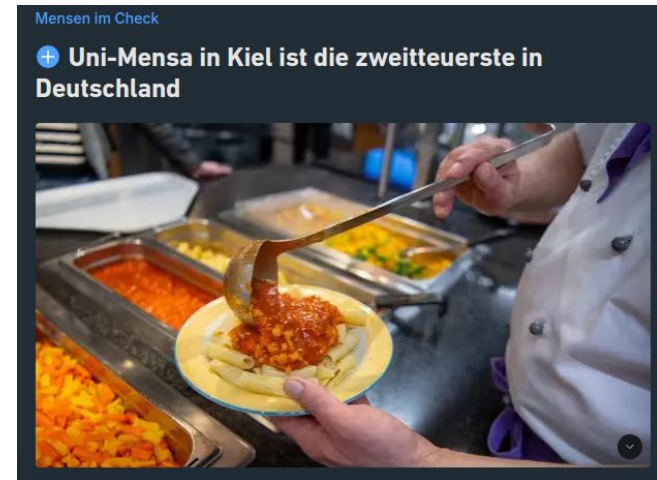 Mensen im Check
Uni-Mensa in Kiel ist die zweitteuerste in
Deutschland